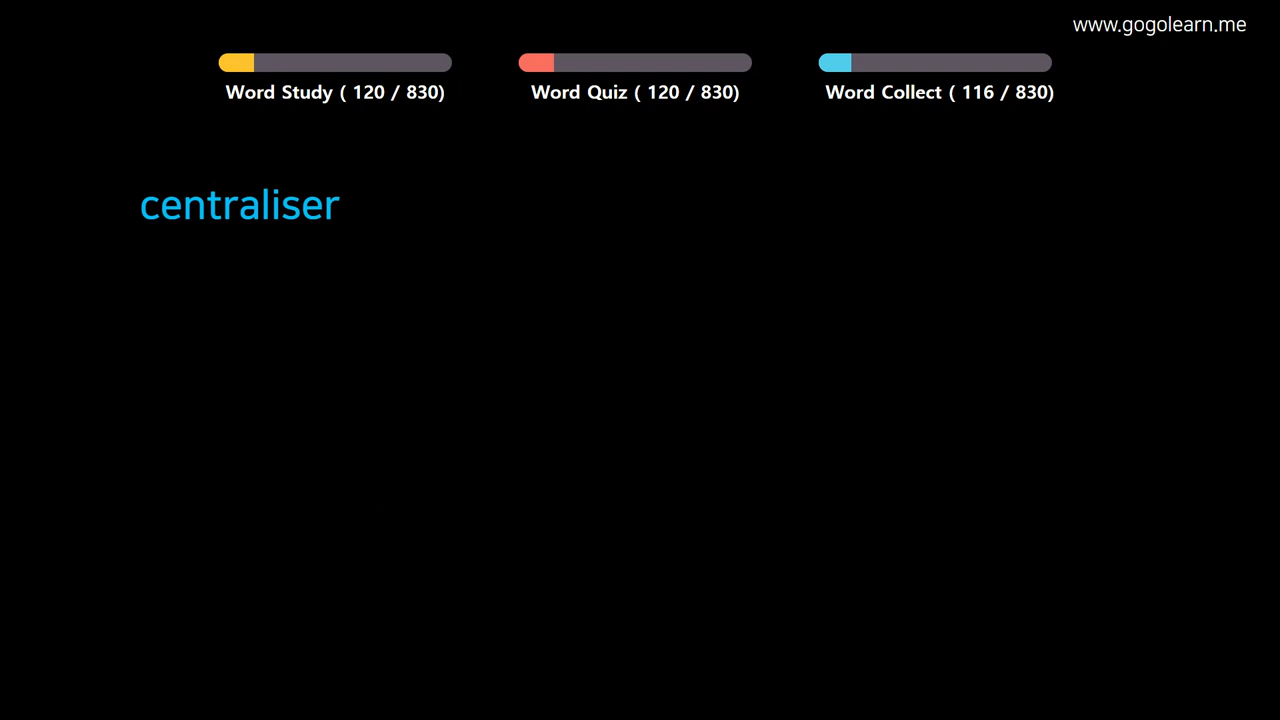 www.gogolearn.me
Word Study ( 120 / 830)
Word Quiz ( 120 / 830)
Word Collect ( 116 / 830)
centraliser